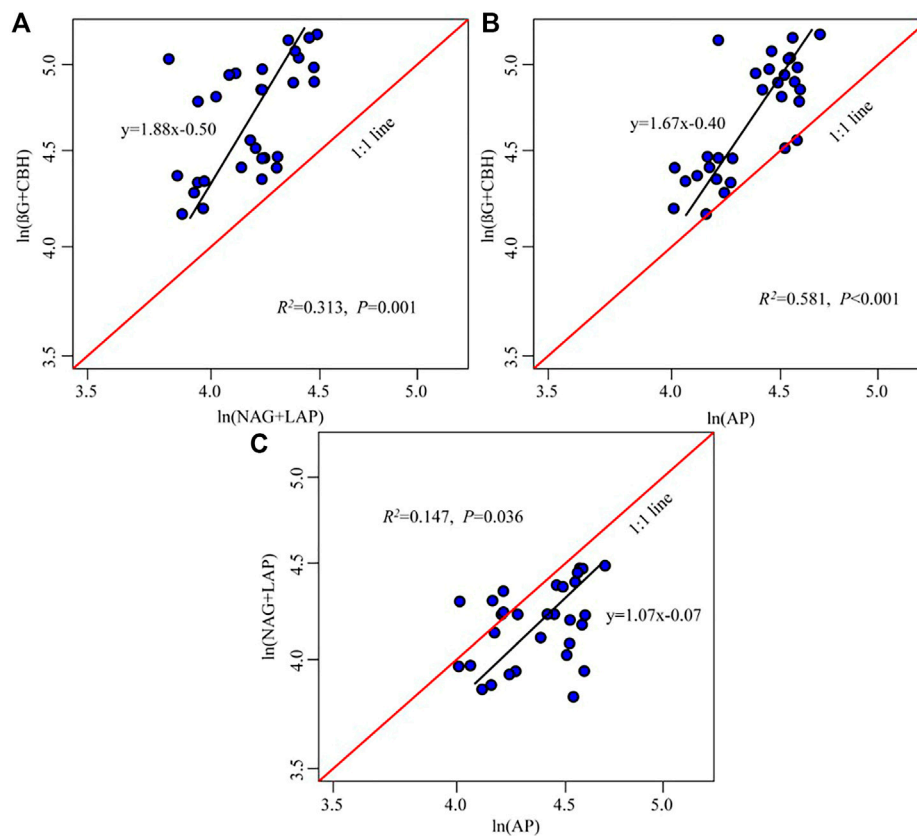 A
ln(ßG+CBH)
5.0
4.5
4.0
3.5
y=1.88x-0.50
1:1 line
R²=0.313, P=0.001
3.5 4.0 4.5 5.0
ln(NAG+LAP)
B
ln(ßG+CBH)
5.0
4.5
4.0
3.5
y=1.67x-0.40
1:1 line
R²=0.581, P<0.001
3.5 4.0 4.5 5.0
ln(AP)
C
ln(NAG+LAP)
5.0
4.5
4.0
3.5
R²=0.147, P=0.036
1:1 line
y=1.07x-0.07
3.5 4.0 4.5 5.0
ln(AP)